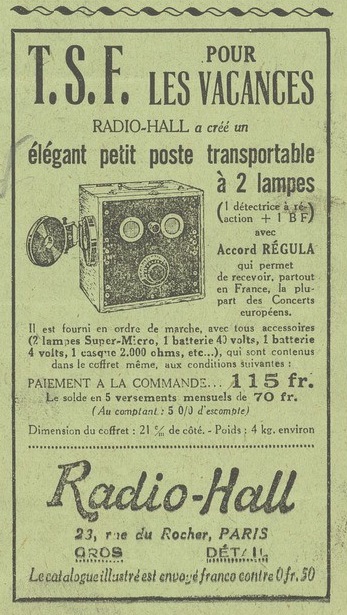 T.S.F. POUR
LES VACANCES
RADIO-HALL a créé un
élégant petit poste transportable
à 2 lampes
(1 détectrice à ré-
action + 1 B F)
avec
Accord RÉGULA
qui permet
de recevoir, partout
en France, la plu-
part des Concerts
européens.
Il est fourni en ordre de marche, avec tous accessoires
(2 lampes Super-Micro, 1 batterie 40 volts, 1 batterie
4 volts, 1 casque 2.000 ohms, etc...), qui sont contenus
dans le coffret même, aux conditions suivantes :
PAIEMENT A LA COMMANDE... 115 fr.
Le solde en 5 versements mensuels de 70 fr.
(Au comptant : 5 0/0 d'escompte)
Dimension du coffret : 21 c/m de côté. - Poids : 4 kg. environ
Radio-Hall
23, rue du Rocher, PARIS
GROS DÉTAIL
Le catalogue illustré est envoyé franco contre 0 fr. 50